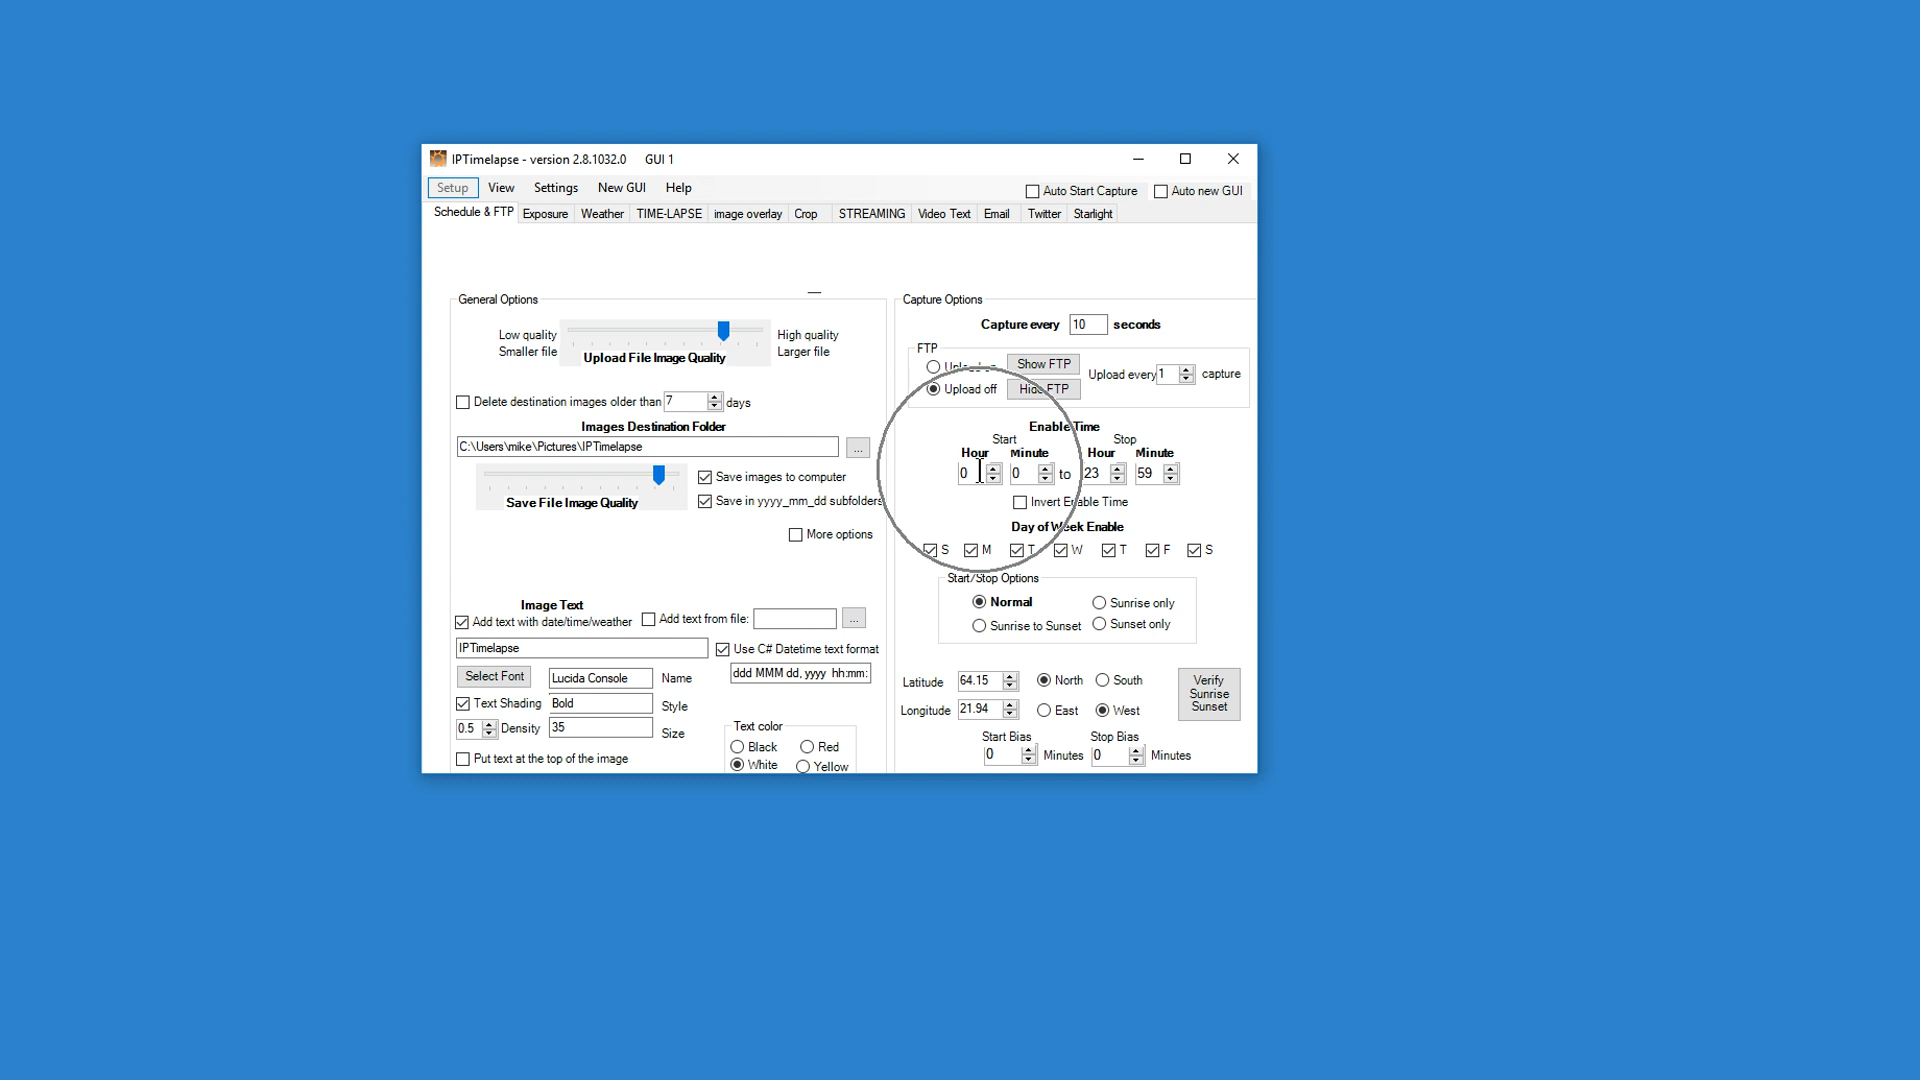 IPTimelapse - version 2.8.1032.0 GUI 1
Setup View Settings New GUI Help
Auto Start Capture Auto new GUI
Schedule & FTP Exposure Weather TIME-LAPSE image overlay Crop STREAMING Video Text Email Twitter Starlight
General Options
Low quality
Smaller file
High quality
Larger file
Upload File Image Quality
Delete destination images older than 7 days
Images Destination Folder
C:\Users\mike\Pictures\IPTimelapse
...
Save File Image Quality
Save images to computer
Save in yyyy_mm_dd subfolders
More options
Image Text
Add text with date/time/weather Add text from file: ...
IPTimelapse
Use C# Datetime text format
ddd MMM dd, yyyy hh:mm:
Select Font Lucida Console Name
Text Shading Bold Style
0.5 Density 35 Size
Put text at the top of the image
Text color
Black Red
White Yellow
Capture Options
Capture every 10 seconds
FTP
Show FTP
Upload off Hide FTP
Upload every 1 capture
Enable Time
Start Stop
Hour Minute Hour Minute
0 0 to 23 59
Invert Enable Time
Day of Week Enable
S M T W T F S
Start/Stop Options
Normal Sunrise only
Sunrise to Sunset Sunset only
Latitude 64.15 North South
Longitude 21.94 East West
Verify
Sunrise
Sunset
Start Bias Stop Bias
0 Minutes 0 Minutes